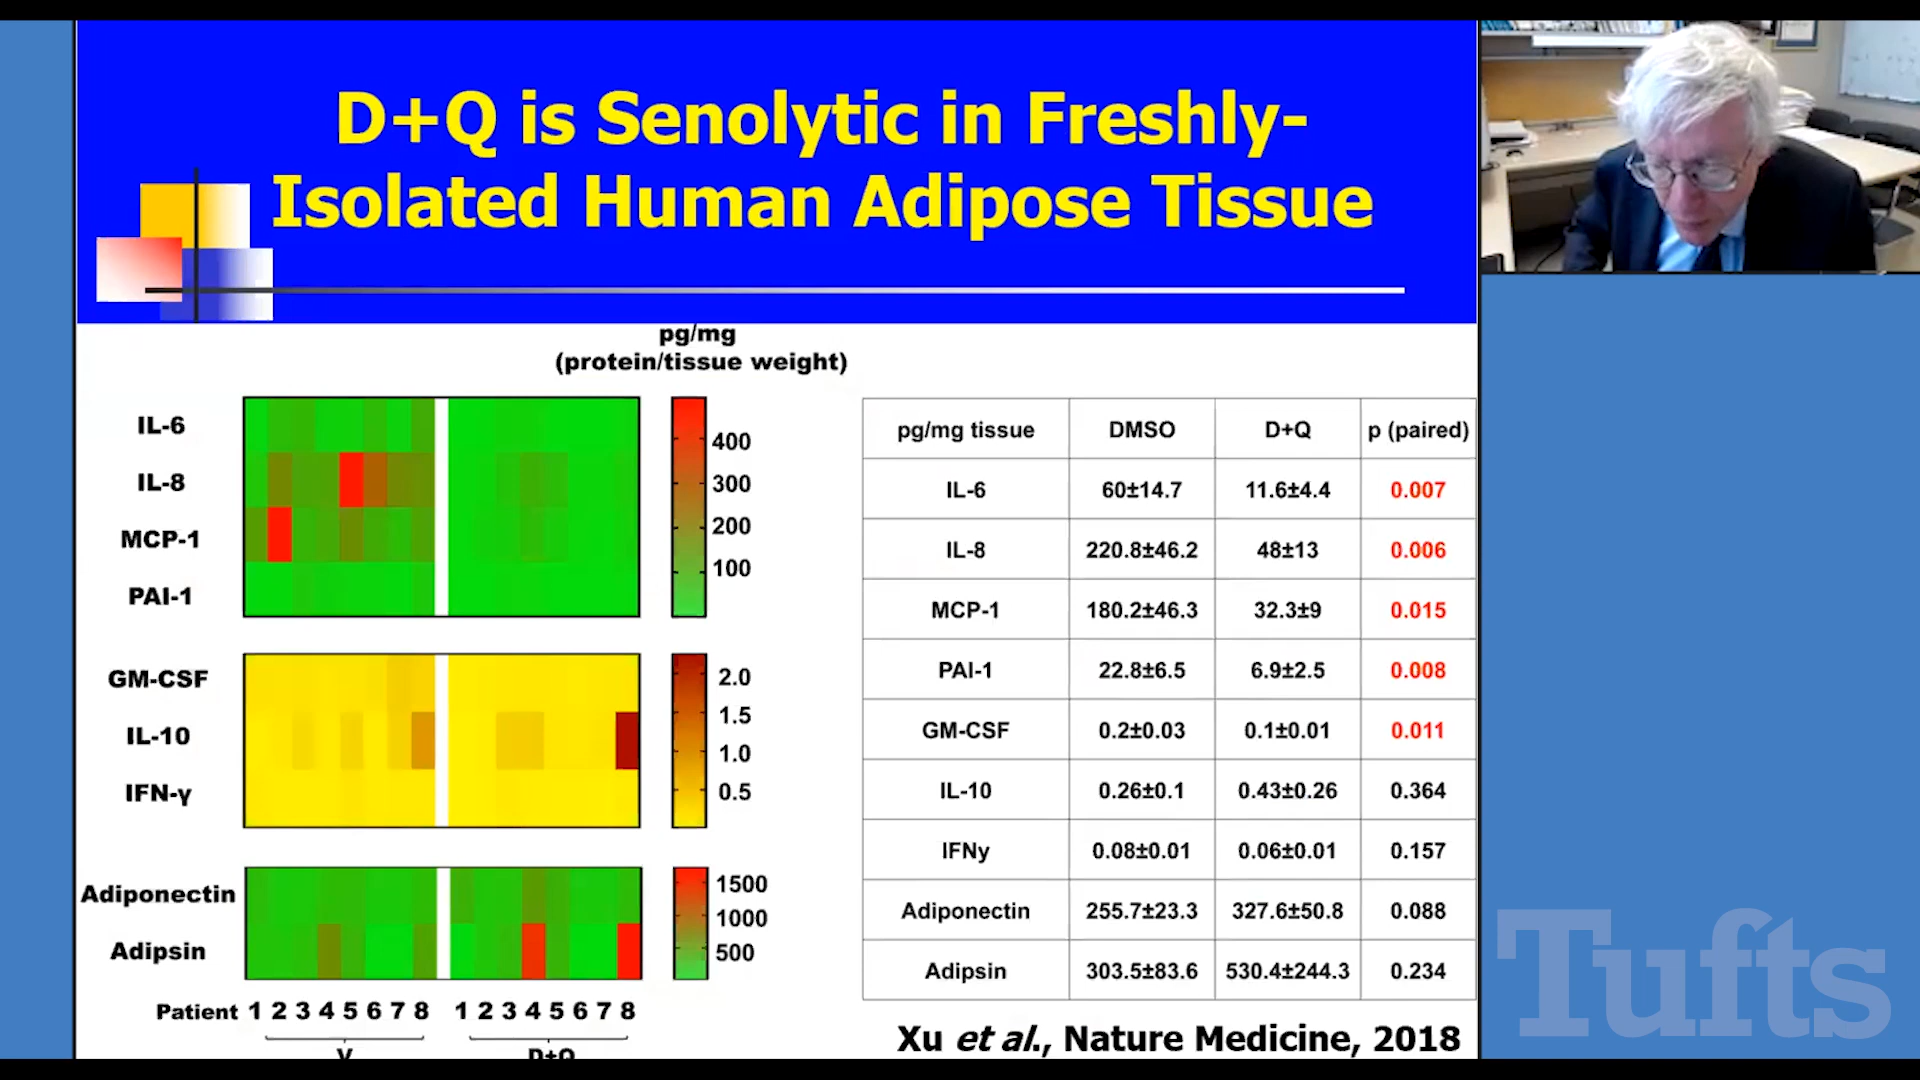 D+Q is Senolytic in Freshly-
Isolated Human Adipose Tissue
pg/mg
(protein/tissue weight)
IL-6
IL-8
MCP-1
PAI-1
400
300
200
100
GM-CSF
IL-10
IFN-γ
2.0
1.5
1.0
0.5
Adiponectin
Adipsin
1500
1000
500
Patient 1 2 3 4 5 6 7 8 1 2 3 4 5 6 7 8
V D+Q
pg/mg tissue DMSO D+Q p (paired)
IL-6 60±14.7 11.6±4.4 0.007
IL-8 220.8±46.2 48±13 0.006
MCP-1 180.2±46.3 32.3±9 0.015
PAI-1 22.8±6.5 6.9±2.5 0.008
GM-CSF 0.2±0.03 0.1±0.01 0.011
IL-10 0.26±0.1 0.43±0.26 0.364
IFNy 0.08±0.01 0.06±0.01 0.157
Adiponectin 255.7±23.3 327.6±50.8 0.088
Adipsin 303.5±83.6 530.4±244.3 0.234
Xu et al., Nature Medicine, 2018
Tufts